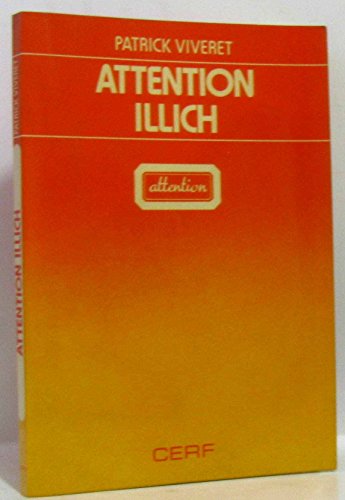 PATRICK VIVERET
ATTENTION
ILLICH
attention
CERF
PATRICK VIVERET
ATTENTION ILLICH